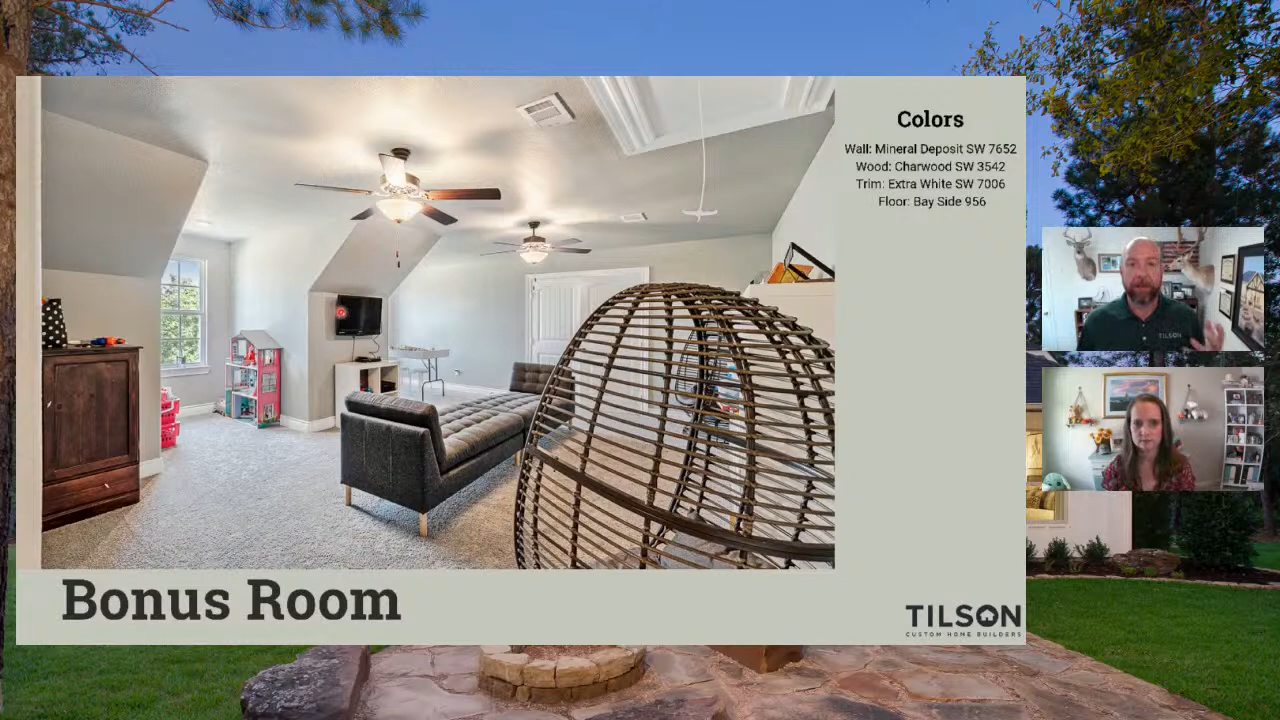 Colors
Wall: Mineral Deposit SW 7652
Wood: Charwood SW 3542
Trim: Extra White SW 7006
Floor: Bay Side 956
TILSON
Bonus Room
TILSON
CUSTOM HOME BUILDERS